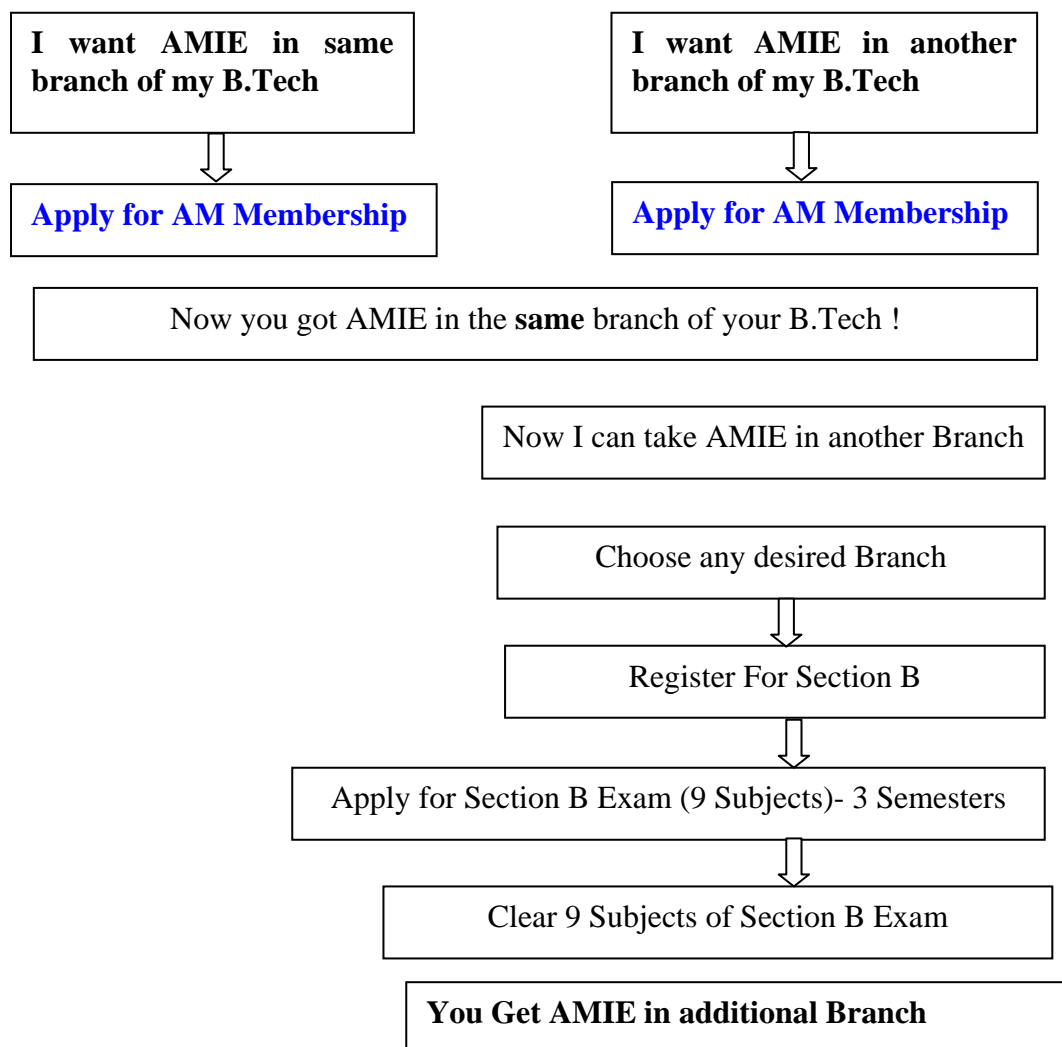 I want AMIE in same
branch of my B.Tech
I want AMIE in another
branch of my B.Tech
Apply for AM Membership
Apply for AM Membership
Now you got AMIE in the same branch of your B.Tech !
Now I can take AMIE in another Branch
Choose any desired Branch
Register For Section B
Apply for Section B Exam (9 Subjects)- 3 Semesters
Clear 9 Subjects of Section B Exam
You Get AMIE in additional Branch